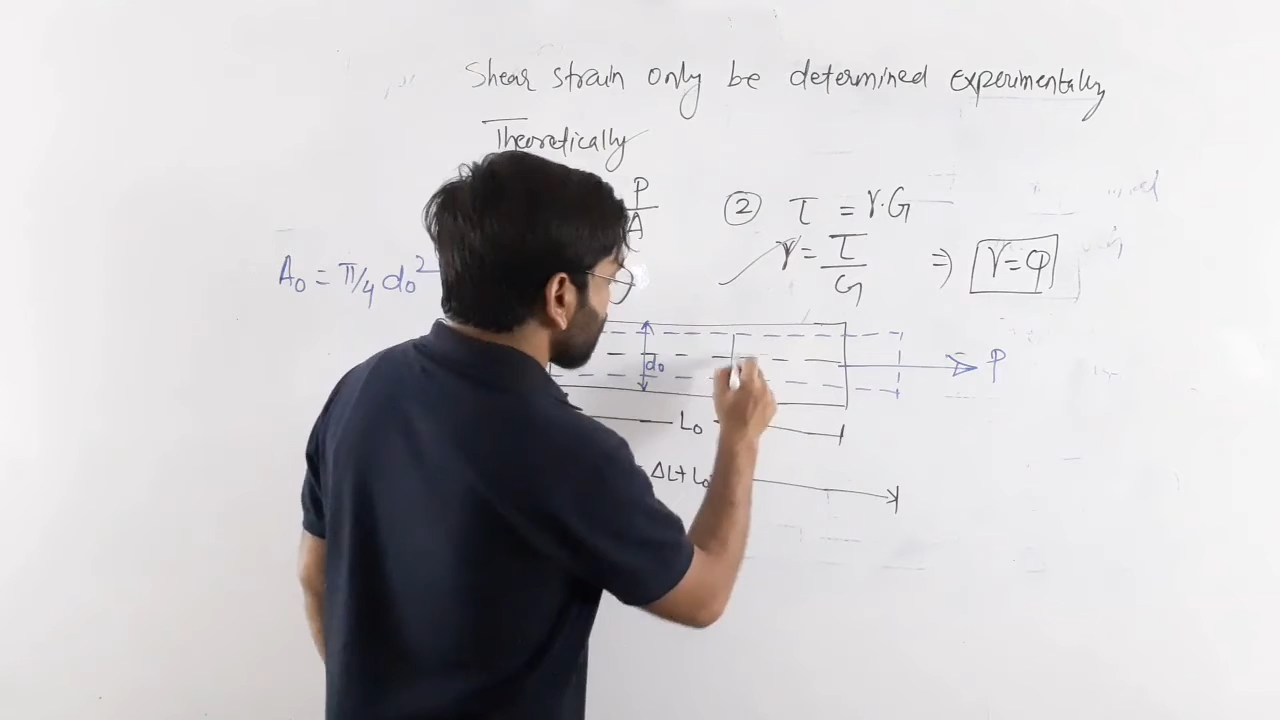 Shear strain only be determined experimentally
Theoretically
P
A
② τ = γ·G
γ = τ/G ⇒ γ = φ
A₀ = π/4 d₀²
d₀
P
L₀
ΔL+L₀